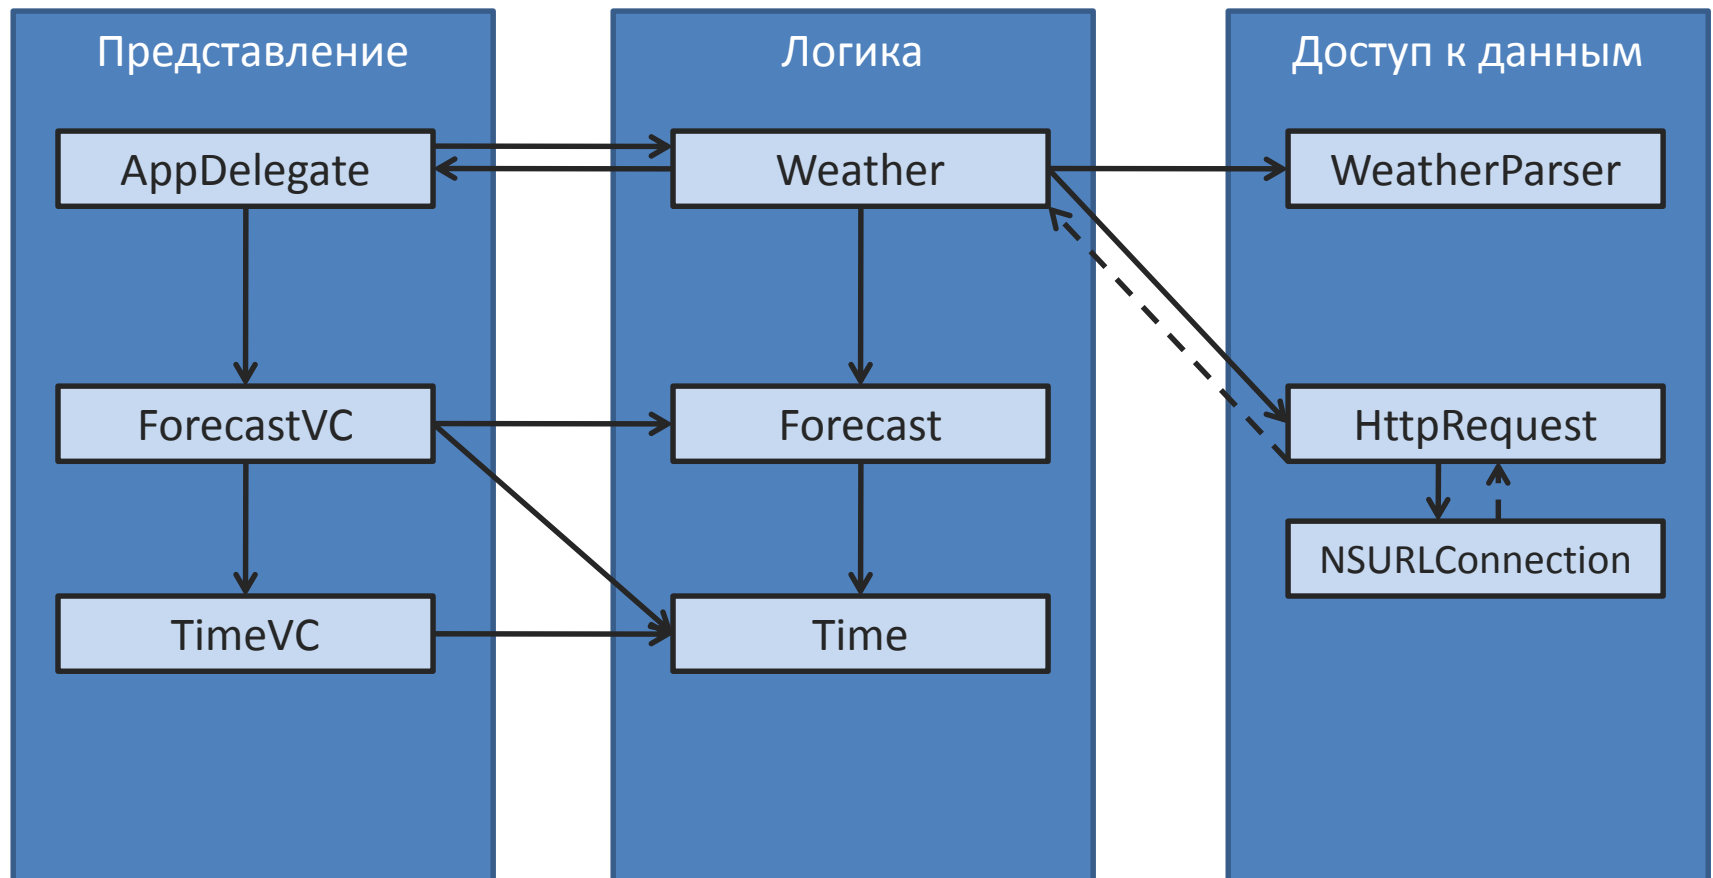 Представление
Логика
Доступ к данным
AppDelegate
Weather
WeatherParser
ForecastVC
Forecast
HttpRequest
NSURLConnection
TimeVC
Time